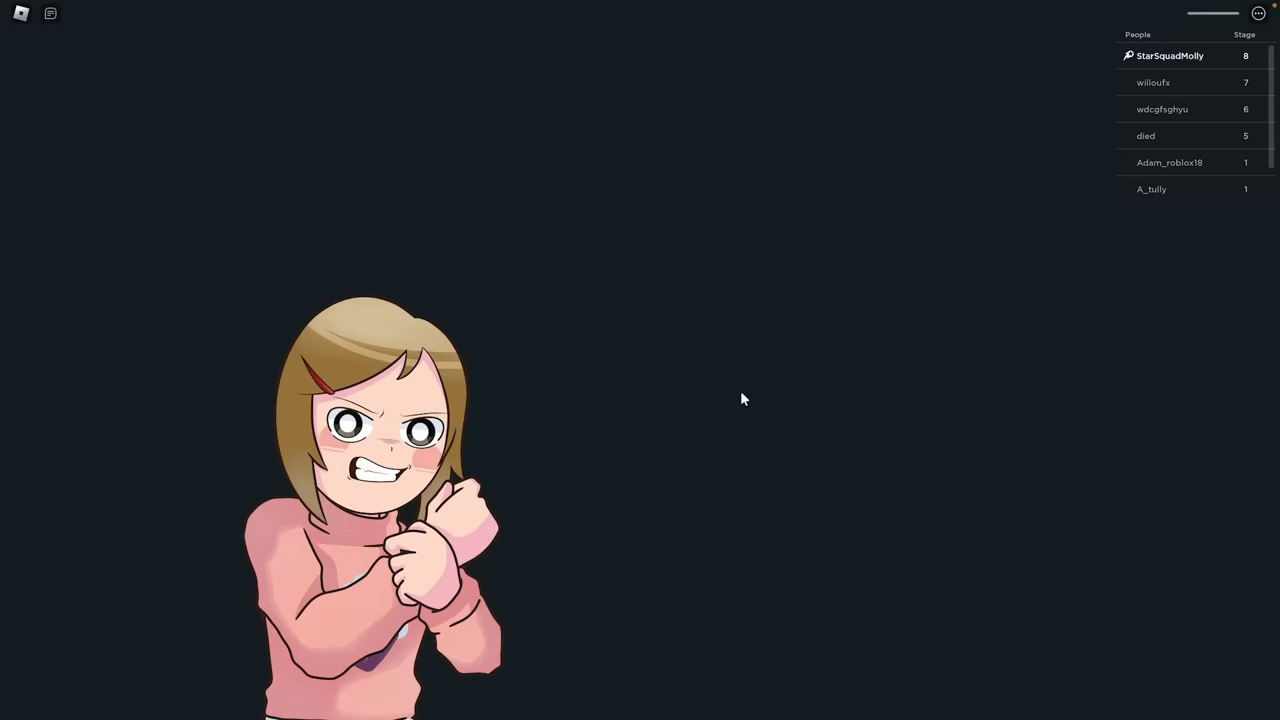 People Stage
StarSquadMolly 8
willoufx 7
wdcgfsghyu 6
died 5
Adam_roblox18 1
A_tully 1